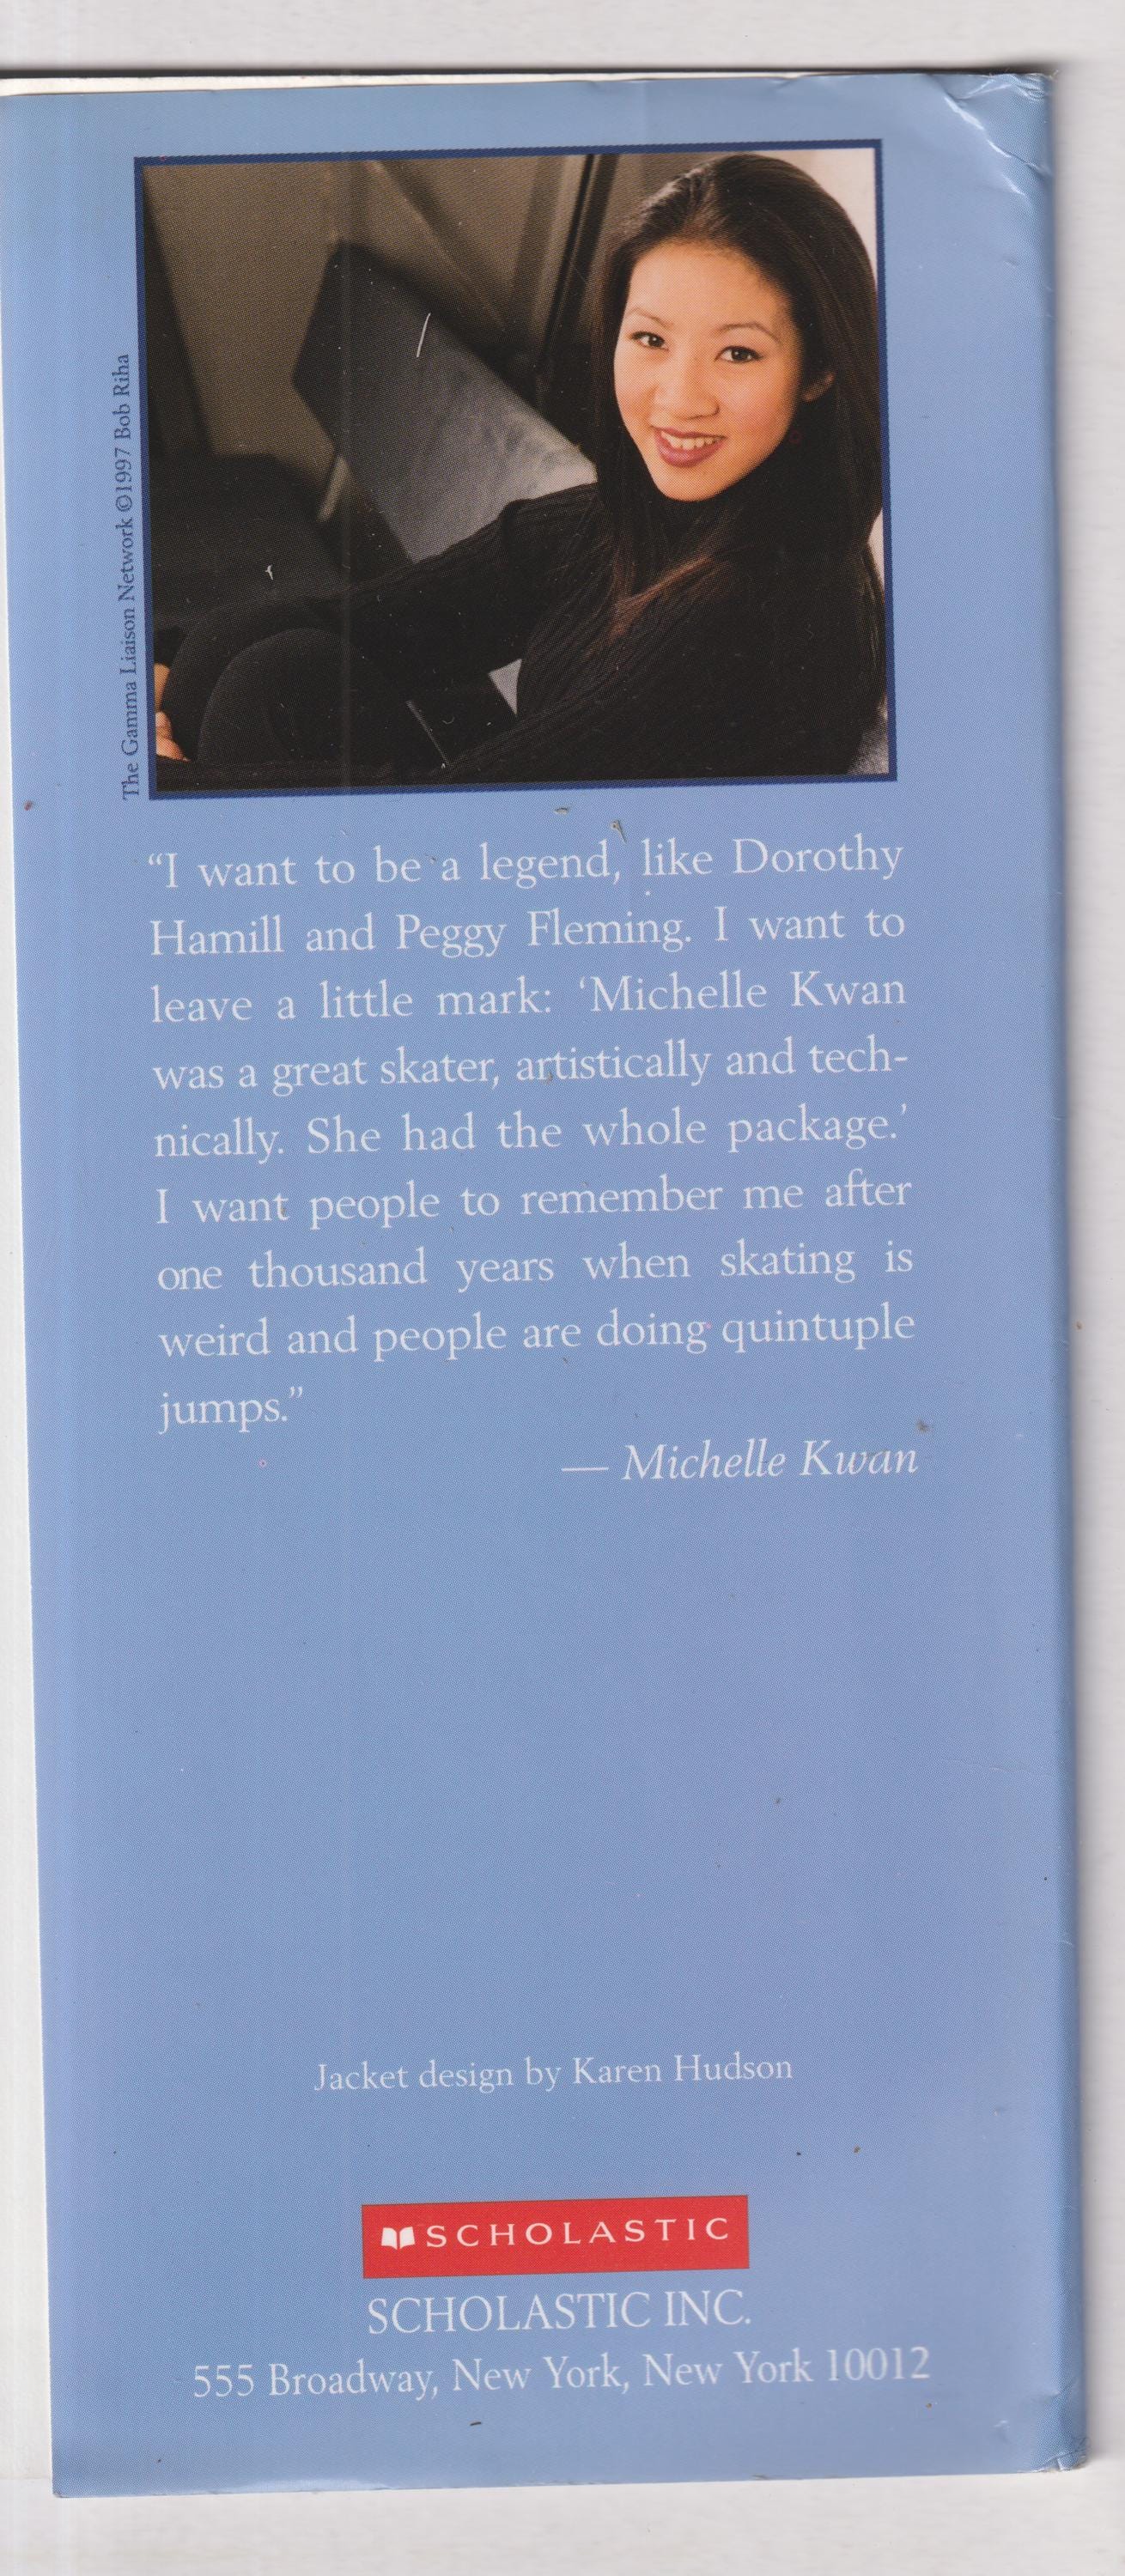 The Gamma Liaison Network ©1997 Bob Riha
“I want to be a legend, like Dorothy
Hamill and Peggy Fleming. I want to
leave a little mark: ‘Michelle Kwan
was a great skater, artistically and tech-
nically. She had the whole package.’
I want people to remember me after
one thousand years when skating is
weird and people are doing quintuple
jumps.”
— Michelle Kwan
Jacket design by Karen Hudson
SCHOLASTIC
SCHOLASTIC INC.
555 Broadway, New York, New York 10012